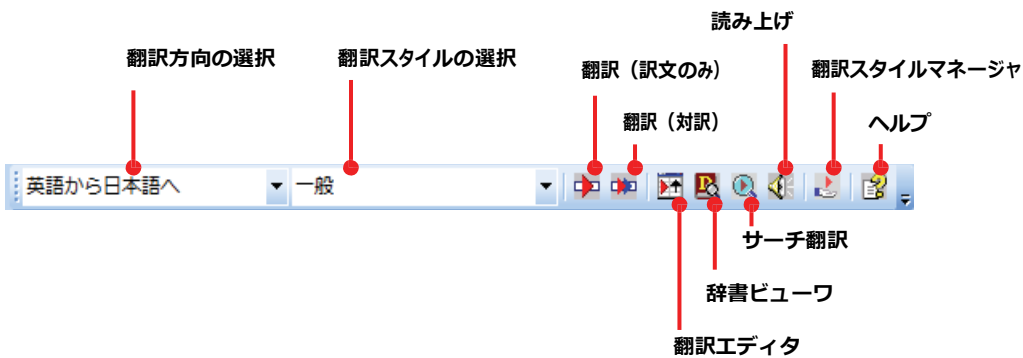 読み上げ
翻訳方向の選択
翻訳スタイルの選択
翻訳（訳文のみ）
翻訳スタイルマネージャ
翻訳（対訳）
ヘルプ
英語から日本語へ
一般
サーチ翻訳
辞書ビューワ
翻訳エディタ